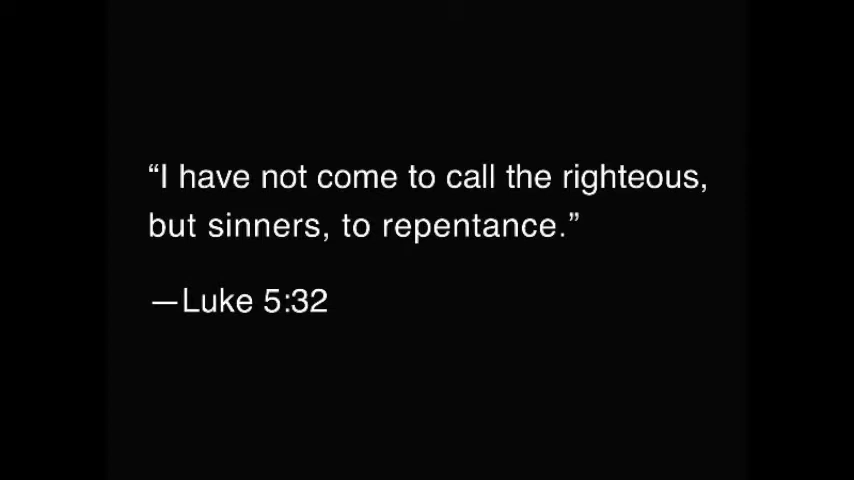 “I have not come to call the righteous,
but sinners, to repentance.”
—Luke 5:32